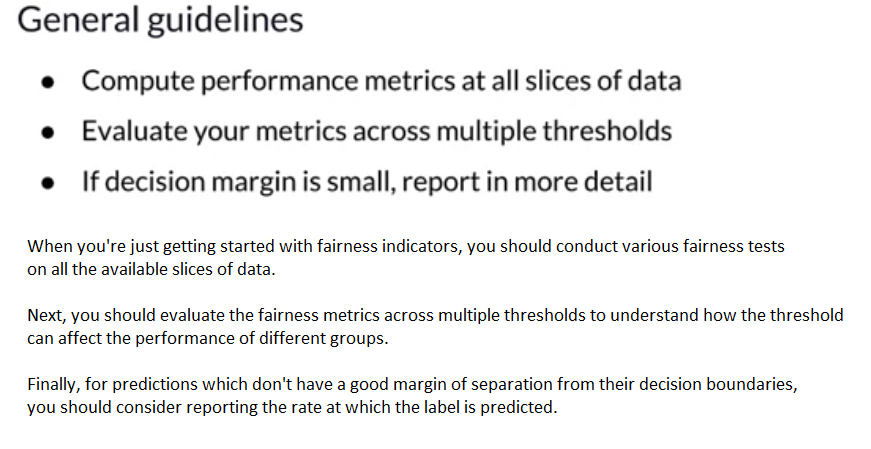 General guidelines
● Compute performance metrics at all slices of data
● Evaluate your metrics across multiple thresholds
● If decision margin is small, report in more detail
When you're just getting started with fairness indicators, you should conduct various fairness tests
on all the available slices of data.
Next, you should evaluate the fairness metrics across multiple thresholds to understand how the threshold
can affect the performance of different groups.
Finally, for predictions which don't have a good margin of separation from their decision boundaries,
you should consider reporting the rate at which the label is predicted.